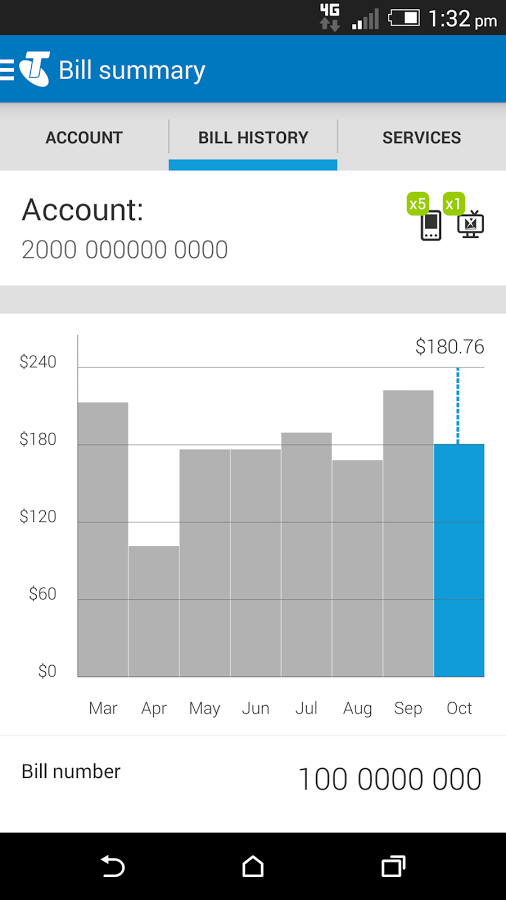 4G 1:32 pm
Bill summary
ACCOUNT BILL HISTORY SERVICES
Account:
x5 x1
2000 000000 0000
$180.76
$240
$180
$120
$60
$0
Mar Apr May Jun Jul Aug Sep Oct
Bill number
100 0000 000